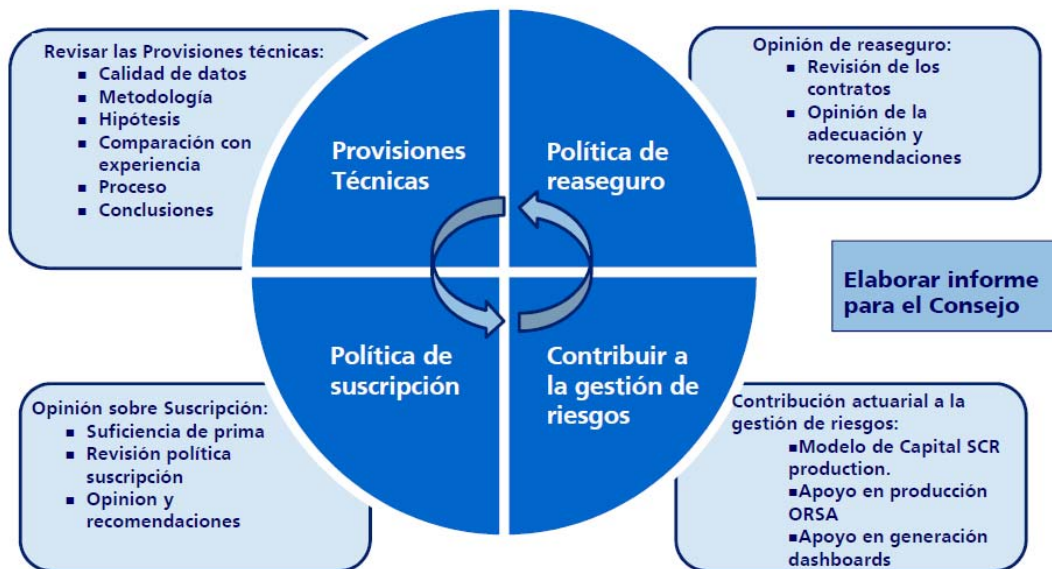 Revisar las Provisiones técnicas:
■ Calidad de datos
■ Metodología
■ Hipótesis
■ Comparación con
experiencia
■ Proceso
■ Conclusiones
Provisiones
Técnicas
Política de
reaseguro
Opinión de reaseguro:
■ Revisión de los
contratos
■ Opinión de la
adecuación y
recomendaciones
Elaborar informe
para el Consejo
Opinión sobre Suscripción:
■ Suficiencia de prima
■ Revisión política
suscripción
■ Opinion y
recomendaciones
Política de
suscripción
Contribuir a
la gestión de
riesgos
Contribución actuarial a la
gestión de riesgos:
■Modelo de Capital SCR
production.
■Apoyo en producción
ORSA
■Apoyo en generación
dashboards